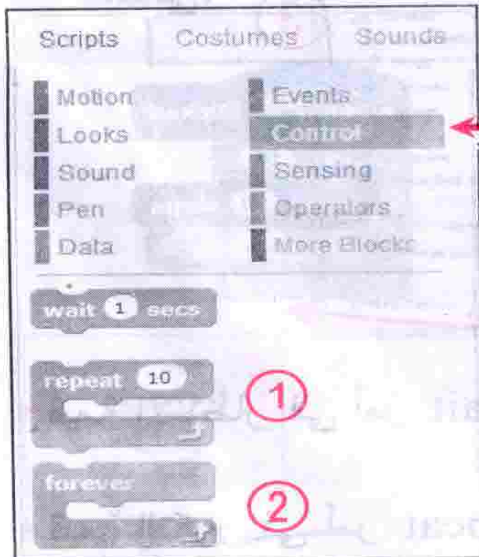 Scripts Costumes Sounds
Motion Events
Looks Control
Sound Sensing
Pen Operators
Data More Blocks
wait 1 secs
repeat 10
1
forever
2